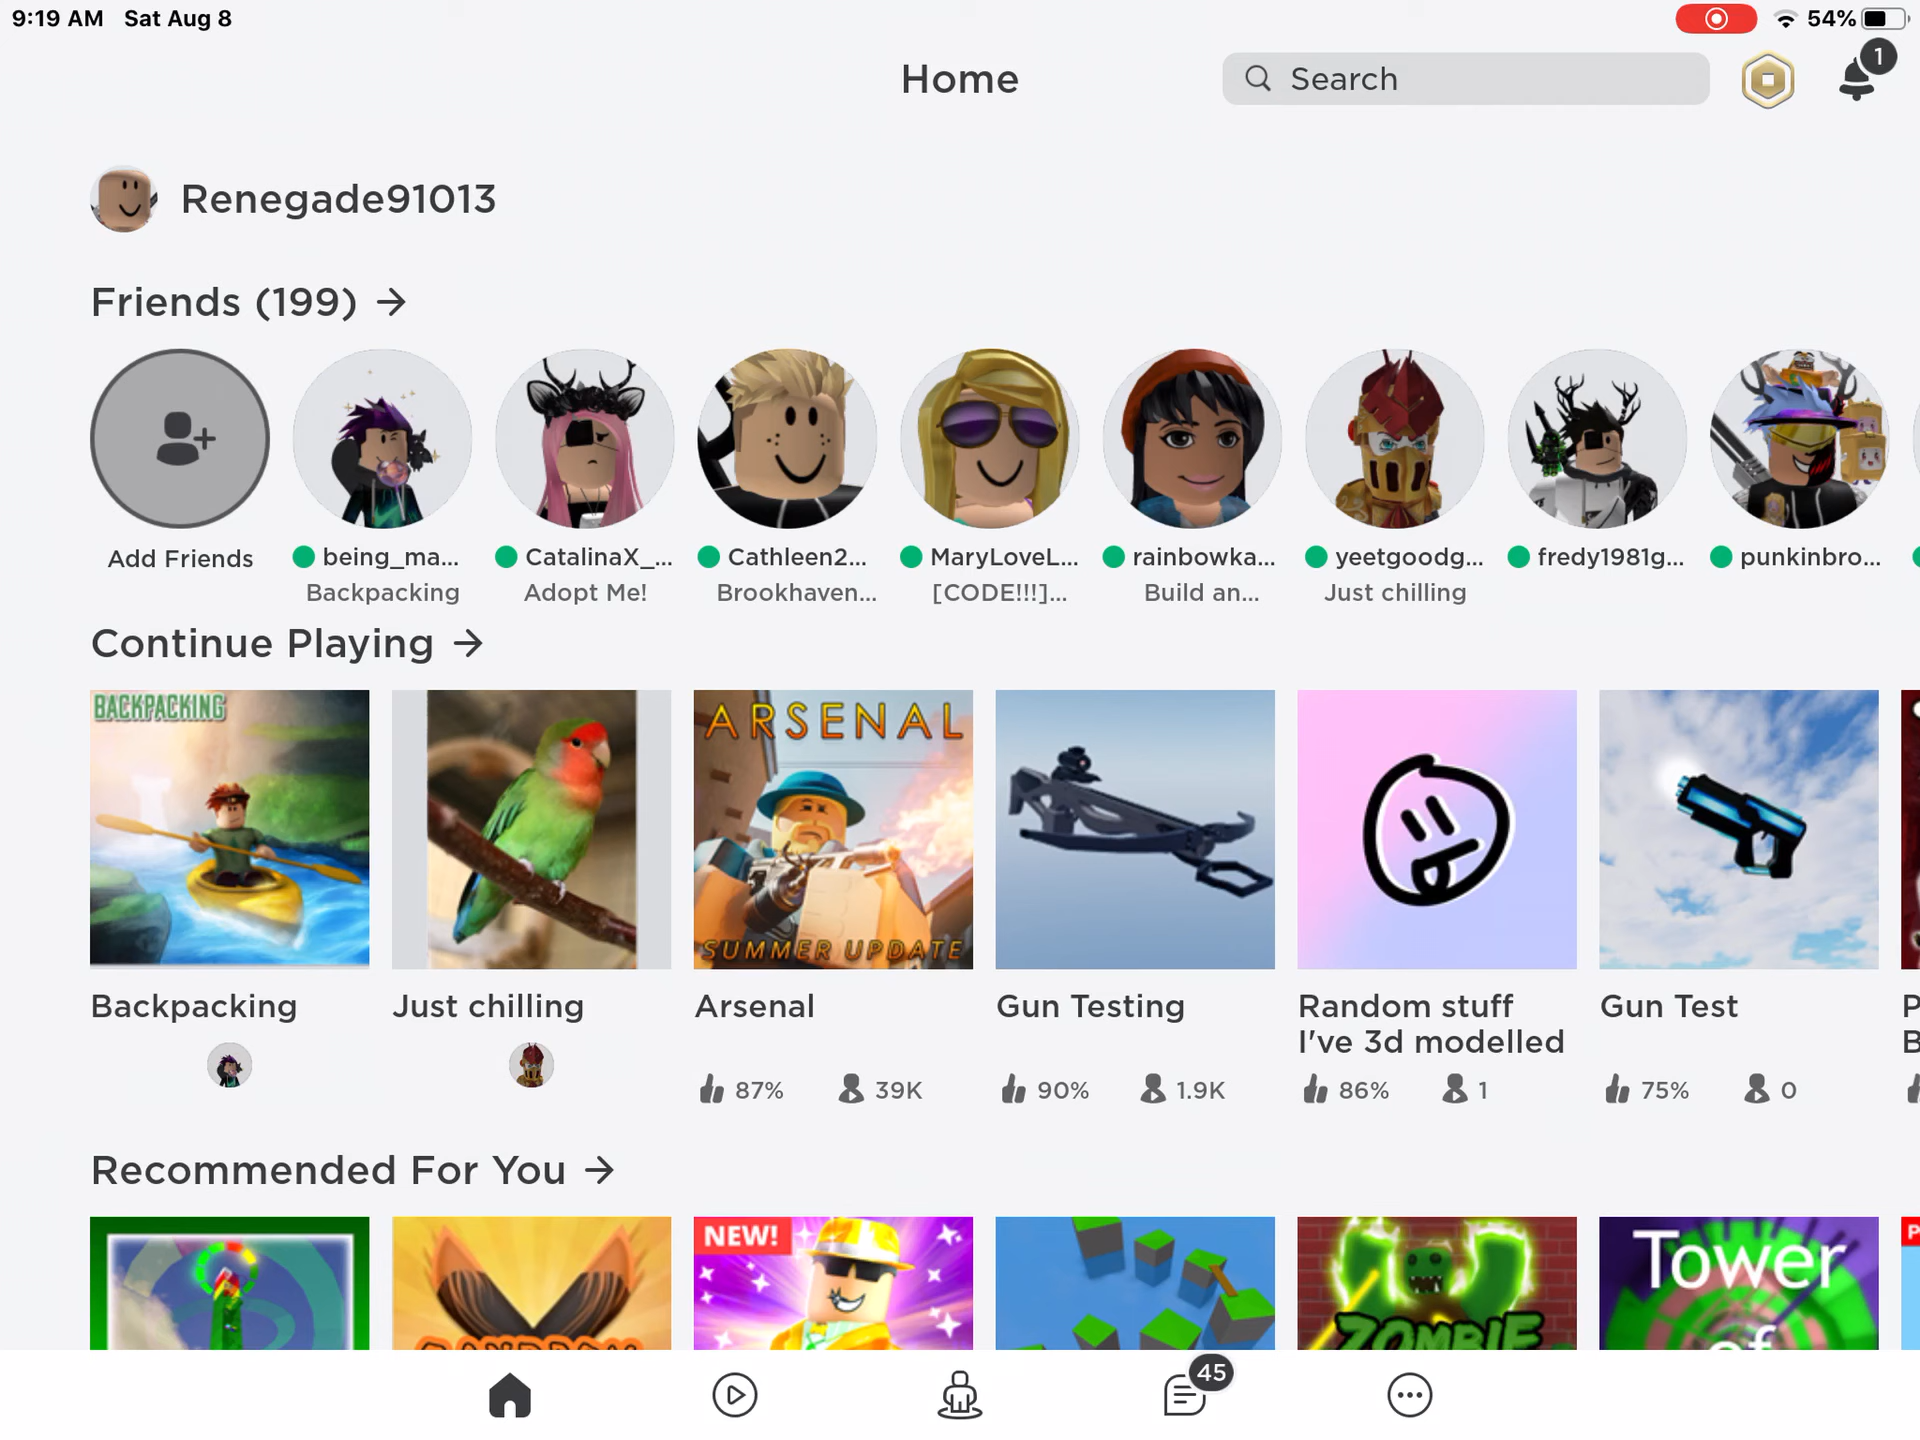 9:19 AM Sat Aug 8
54%
Home
Search
1
Renegade91013
Friends (199)
Add Friends
being_ma...
CatalinaX_...
Cathleen2...
MaryLoveL...
rainbowka...
yeetgoodg...
fredy1981g...
punkinbro...
Backpacking
Adopt Me!
Brookhaven...
[CODE!!!]...
Build an...
Just chilling
Continue Playing
BACKPACKING
ARSENAL
SUMMER UPDATE
Backpacking
Just chilling
Arsenal
Gun Testing
Random stuff
I've 3d modelled
Gun Test
P
B
87%
39K
90%
1.9K
86%
1
75%
0
Recommended For You
NEW!
ZOMBIE
Tower
of
P
45